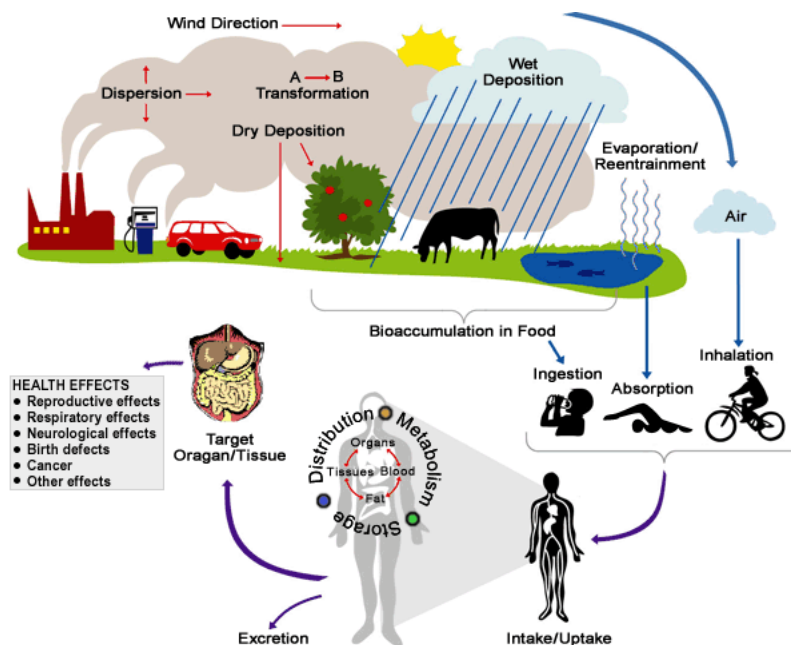 Wind Direction
Dispersion
A
B
Transformation
Dry Deposition
Wet
Deposition
Evaporation/
Reentrainment
Air
Bioaccumulation in Food
Ingestion
Absorption
Inhalation
HEALTH EFFECTS
● Reproductive effects
● Respiratory effects
● Neurological effects
● Birth defects
● Cancer
● Other effects
Target
Oragan/Tissue
Distribution
Metabolism
Storage
Organs
Tissues
Blood
Fat
Excretion
Intake/Uptake